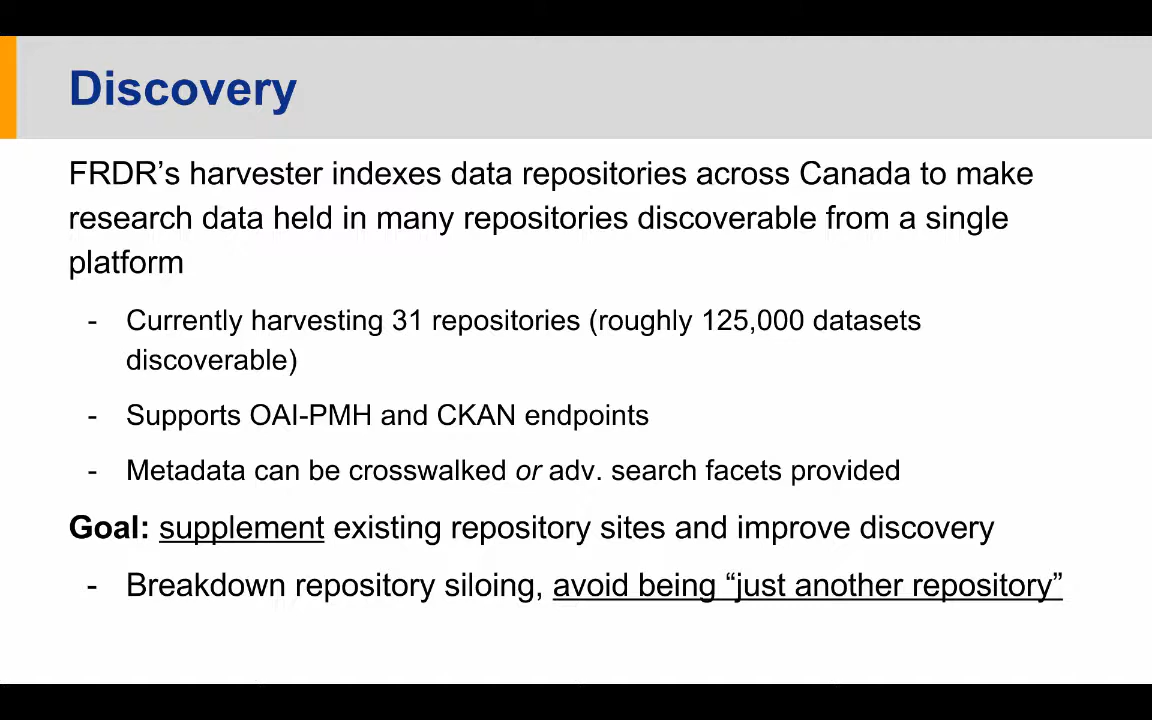 Discovery
FRDR’s harvester indexes data repositories across Canada to make
research data held in many repositories discoverable from a single
platform
- Currently harvesting 31 repositories (roughly 125,000 datasets
discoverable)
- Supports OAI-PMH and CKAN endpoints
- Metadata can be crosswalked or adv. search facets provided
Goal: supplement existing repository sites and improve discovery
- Breakdown repository siloing, avoid being “just another repository”